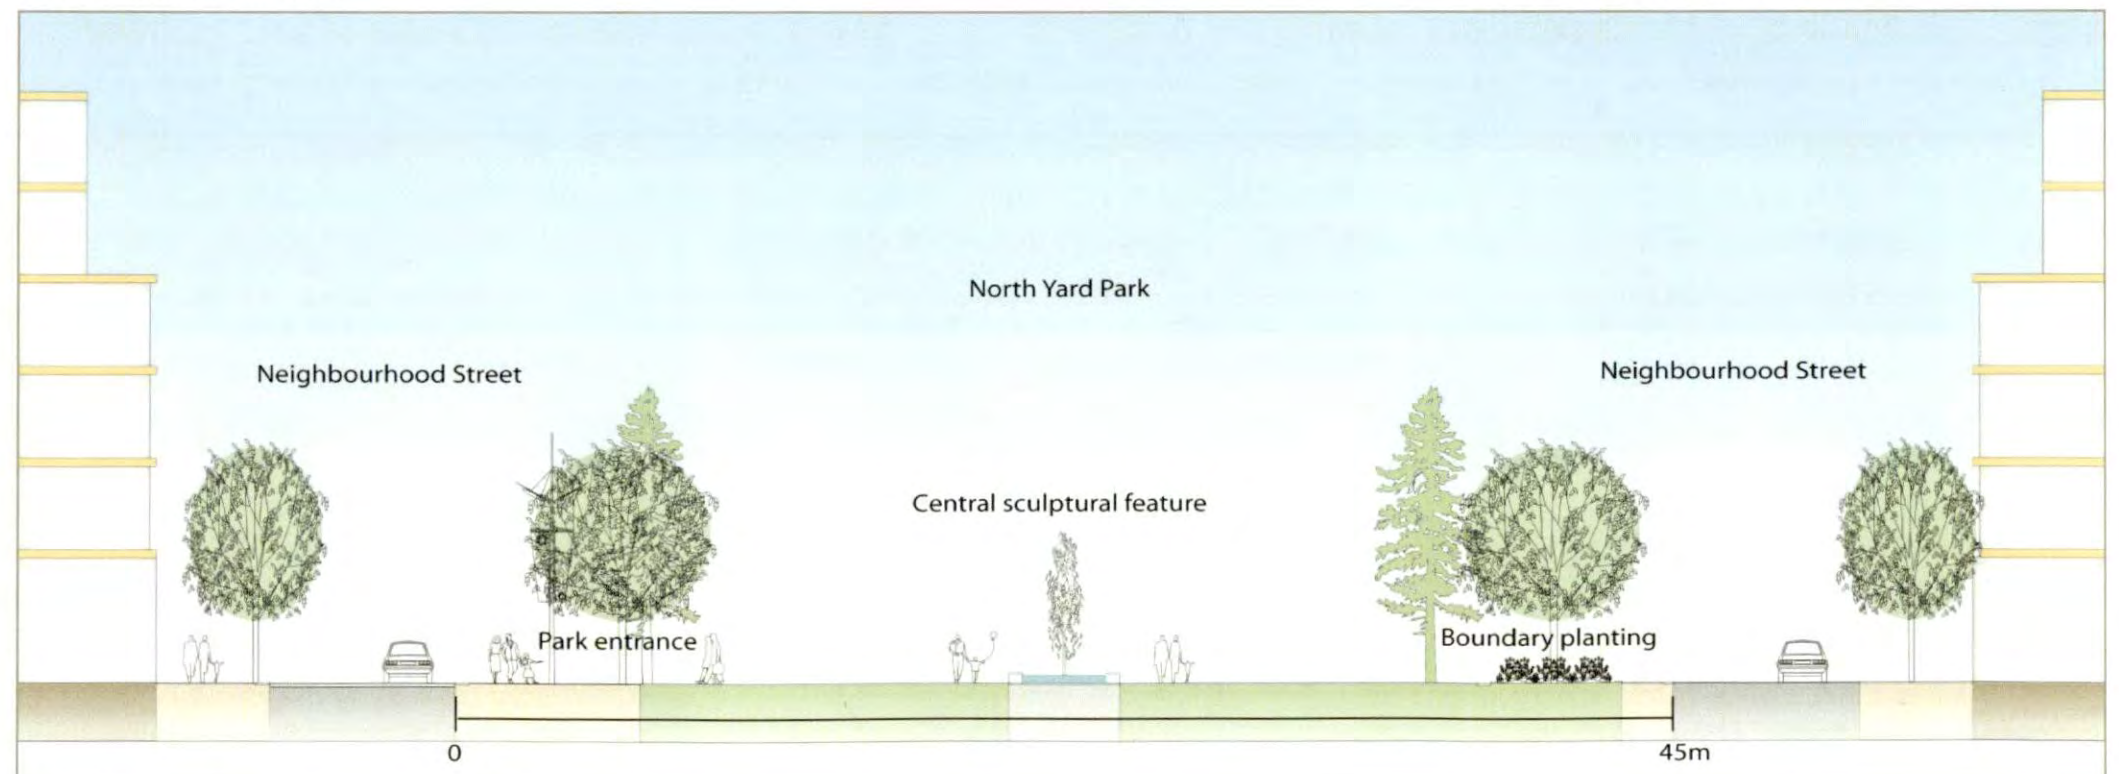 North Yard Park
Neighbourhood Street
Neighbourhood Street
Central sculptural feature
Park entrance
Boundary planting
0
45m